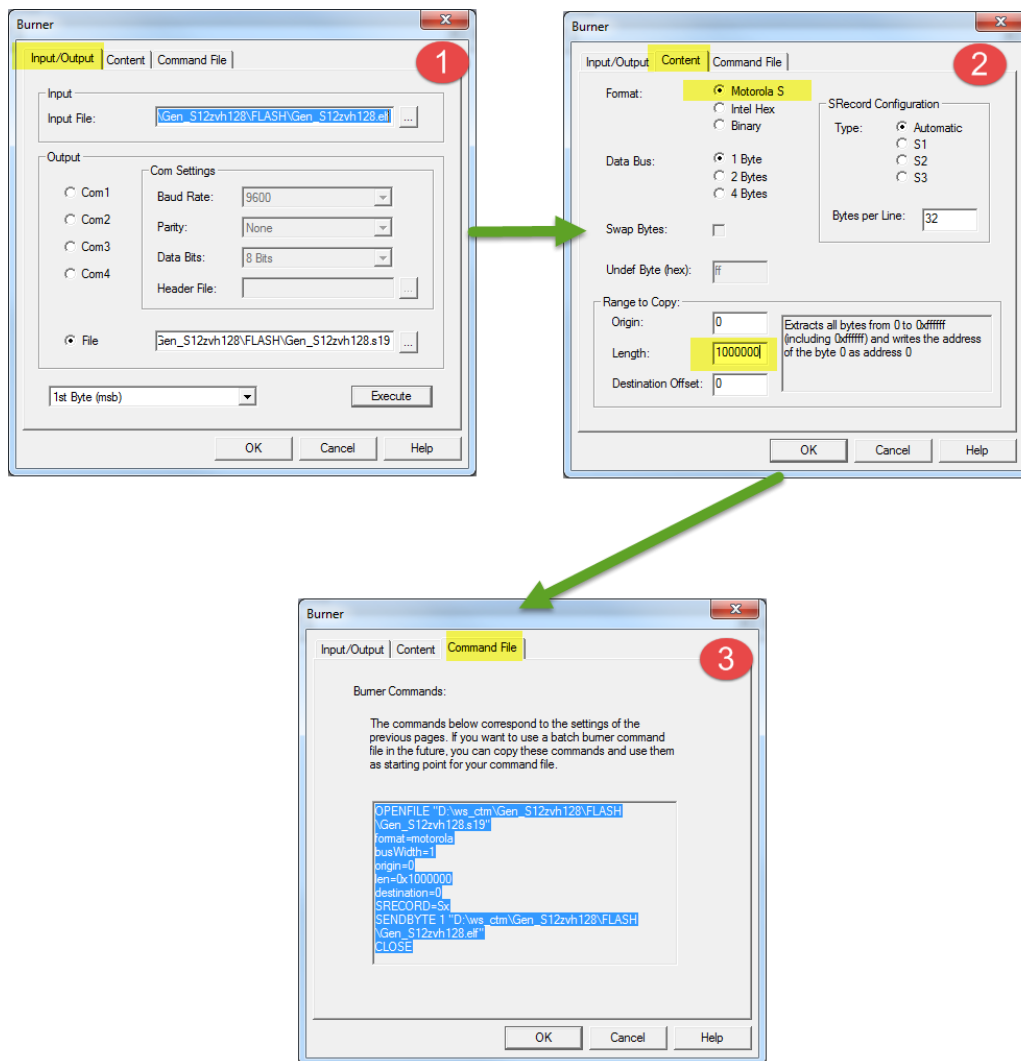 Burner
x
1
Input/Output Content Command File
Input
Input File: \Gen_S12zvh128\FLASH\Gen_S12zvh128.elf ...
Output
Com Settings
Com1
Baud Rate: 9600
Com2
Parity: None
Com3
Data Bits: 8 Bits
Com4
Header File: ...
File Gen_S12zvh128\FLASH\Gen_S12zvh128.s19 ...
1st Byte (msb) Execute
OK Cancel Help
Burner
x
2
Input/Output Content Command File
Format: Motorola S
Intel Hex
Binary
SRecord Configuration
Type: Automatic
S1
S2
S3
Data Bus: 1 Byte
2 Bytes
4 Bytes
Bytes per Line: 32
Swap Bytes:
Undef Byte (hex): ff
Range to Copy:
Origin: 0
Length: 1000000
Destination Offset: 0
Extracts all bytes from 0 to 0xffffff
(including 0xffffff) and writes the address
of the byte 0 as address 0
OK Cancel Help
Burner
x
3
Input/Output Content Command File
Burner Commands:
The commands below correspond to the settings of the
previous pages. If you want to use a batch burner command
file in the future, you can copy these commands and use them
as starting point for your command file.
OPENFILE "D:\ws_ctm\Gen_S12zvh128\FLASH
\Gen_S12zvh128.s19"
format=motorola
busWidth=1
origin=0
len=0x1000000
destination=0
SRECORD=Sx
SENDBYTE 1 "D:\ws_ctm\Gen_S12zvh128\FLASH
\Gen_S12zvh128.elf"
CLOSE
OK Cancel Help